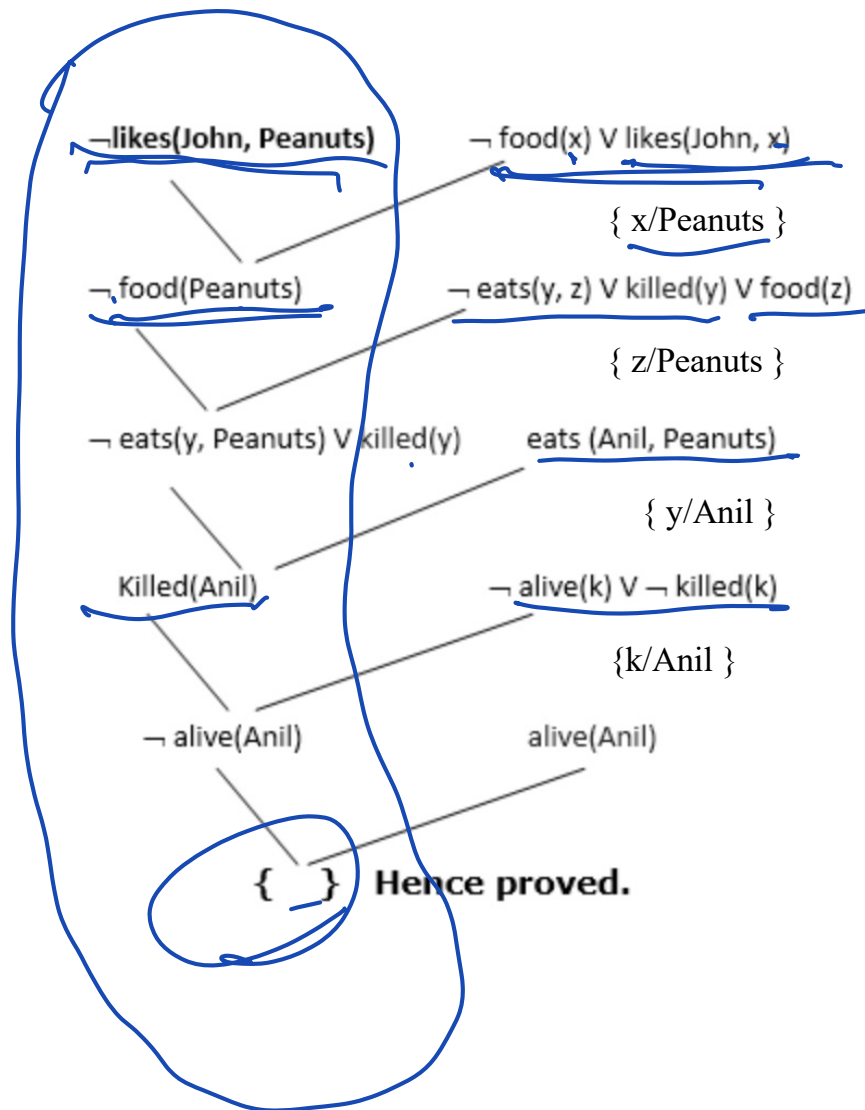 ¬likes(John, Peanuts) ¬ food(x) V likes(John, x)
{ x/Peanuts }
¬ food(Peanuts) ¬ eats(y, z) V killed(y) V food(z)
{ z/Peanuts }
¬ eats(y, Peanuts) V killed(y) eats (Anil, Peanuts)
{ y/Anil }
Killed(Anil) ¬ alive(k) V ¬ killed(k)
{k/Anil }
¬ alive(Anil) alive(Anil)
{ } Hence proved.